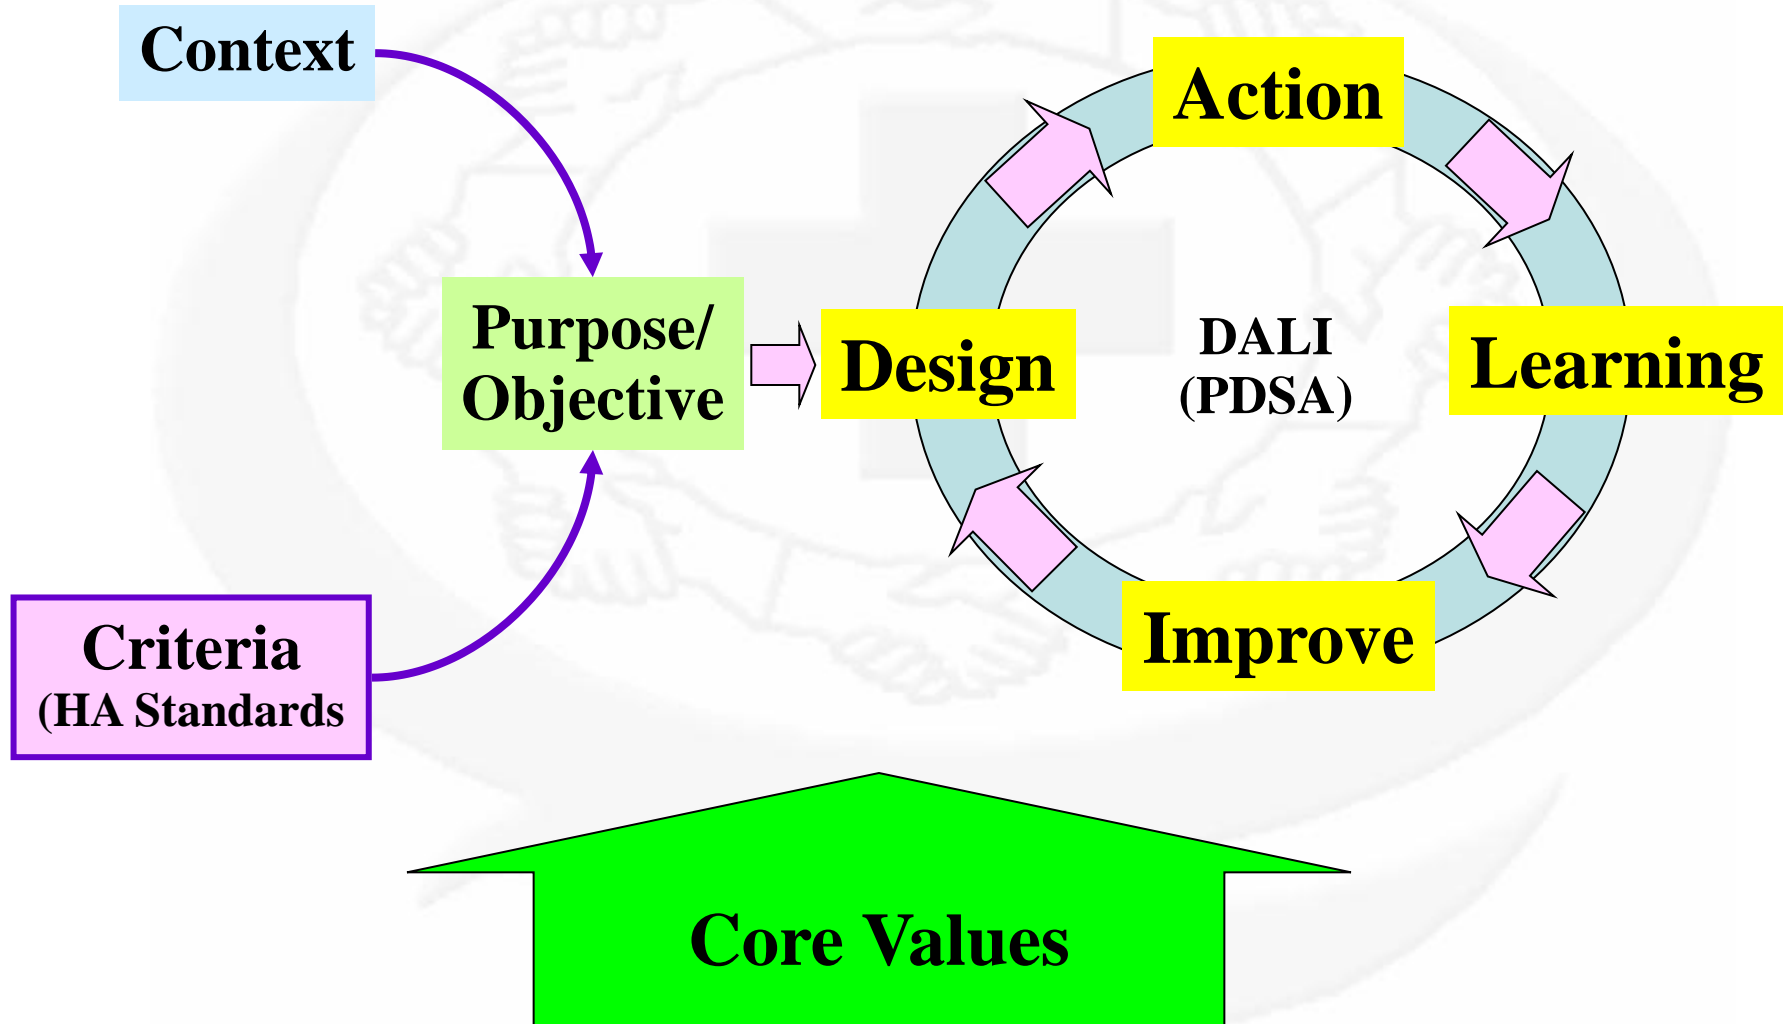 Context
Action
Purpose/
Objective
Design
DALI
(PDSA)
Learning
Criteria
(HA Standards
Improve
Core Values